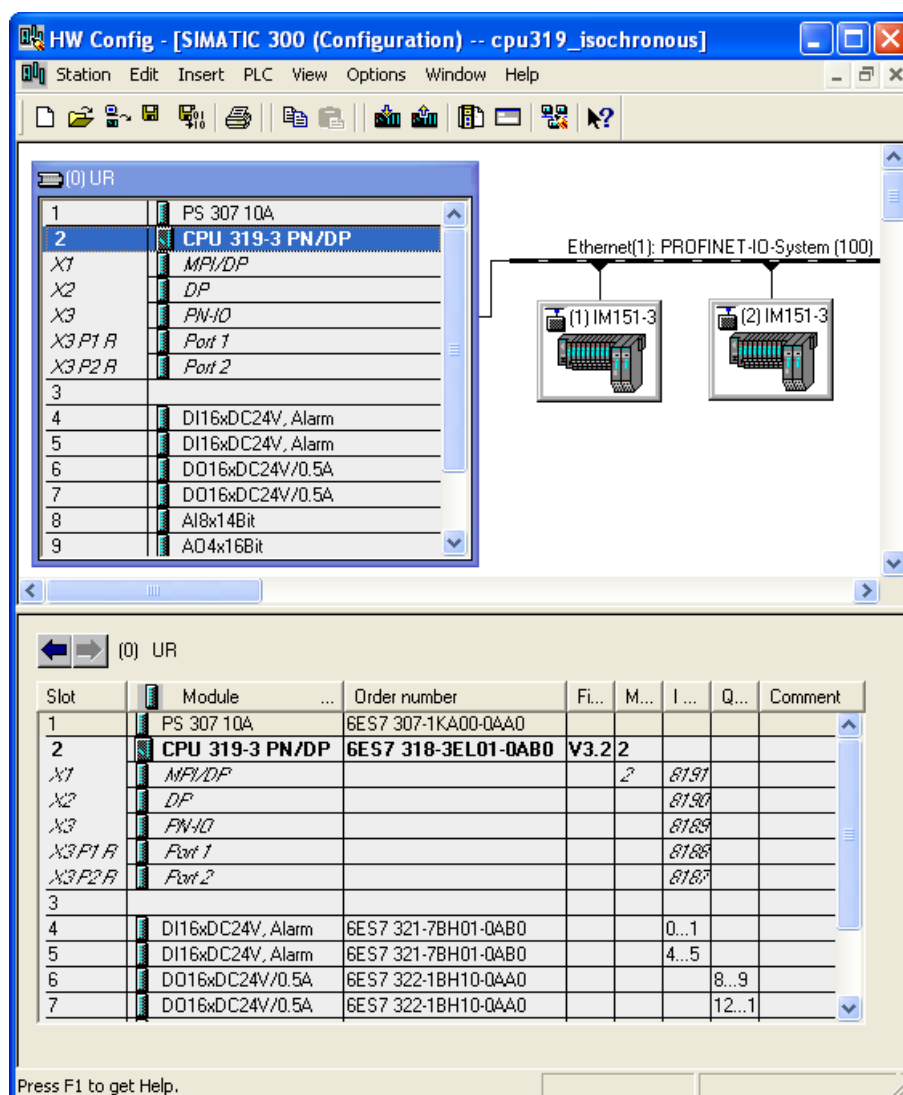 HW Config - [SIMATIC 300 (Configuration) -- cpu319_isochronous]
Station Edit Insert PLC View Options Window Help
(0) UR
1 PS 307 10A
2 CPU 319-3 PN/DP
X1 MPI/DP
X2 DP
X3 PN-IO
X3 P1 R Port 1
X3 P2 R Port 2
3
4 DI16xDC24V, Alarm
5 DI16xDC24V, Alarm
6 DO16xDC24V/0.5A
7 DO16xDC24V/0.5A
8 AI8x14Bit
9 AO4x16Bit
Ethernet(1): PROFINET-IO-System (100)
(1) IM151-3
(2) IM151-3
(0) UR
Slot Module ... Order number Fi... M... I ... Q... Comment
1 PS 307 10A 6ES7 307-1KA00-0AA0
2 CPU 319-3 PN/DP 6ES7 318-3EL01-0AB0 V3.2 2
X1 MPI/DP 2 8191
X2 DP 8190
X3 PN-IO 8189
X3 P1 R Port 1 8188
X3 P2 R Port 2 8187
3
4 DI16xDC24V, Alarm 6ES7 321-7BH01-0AB0 0...1
5 DI16xDC24V, Alarm 6ES7 321-7BH01-0AB0 4...5
6 DO16xDC24V/0.5A 6ES7 322-1BH10-0AA0 8...9
7 DO16xDC24V/0.5A 6ES7 322-1BH10-0AA0 12...1
Press F1 to get Help.